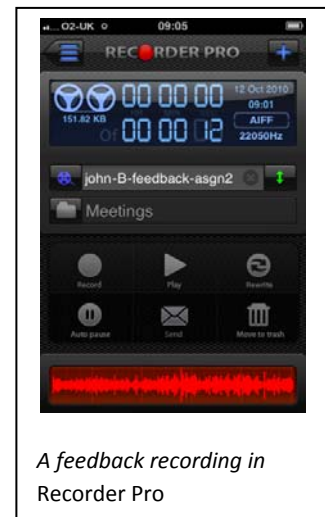 O2-UK 09:05
REC RDER PRO
00 00 00 12 Oct 2010
09:01
151.82 KB AIFF
Of 00 00 12 22050Hz
john-B-feedback-asgn2
Meetings
Record Play Rewrite
Auto pause Send Move to trash
A feedback recording in
Recorder Pro